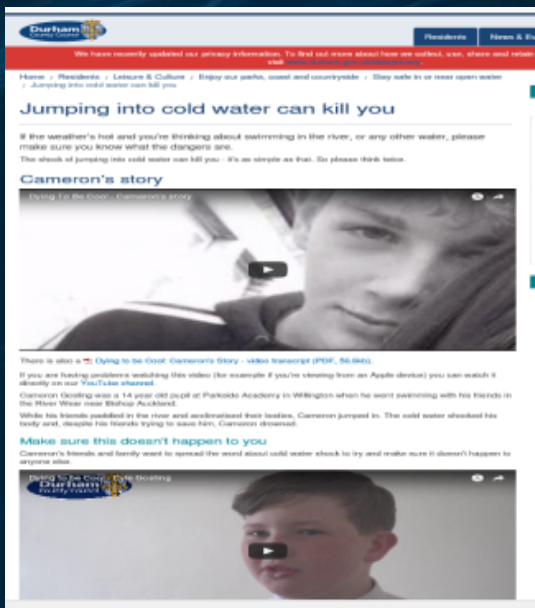 Durham
County Council
Residents
News & Ev
We have recently updated our privacy information. To find out more about how we collect, use, share and retain
visit
Home / Residents / Leisure & Culture / Enjoy our parks, coast and countryside / Stay safe in or near open water
/ Jumping into cold water can kill you
Jumping into cold water can kill you
If the weather's hot and you're thinking about swimming in the river, or any other water, please
make sure you know what the dangers are.
The shock of jumping into cold water can kill you - it's as simple as that. So please think twice.
Cameron's story
Dying To Be Cool - Cameron's story
There is also a Dying to be Cool: Cameron's Story - video transcript (PDF, 56.6kb).
If you are having problems watching this video (for example if you're viewing from an Apple device) you can watch it
directly on our YouTube channel.
Cameron Gosling was a 14 year old pupil at Parkside Academy in Willington when he went swimming with his friends in
the River Wear near Bishop Auckland.
While his friends paddled in the river and acclimatised their bodies, Cameron jumped in. The cold water shocked his
body and, despite his friends trying to save him, Cameron drowned.
Make sure this doesn't happen to you
Cameron's friends and family want to spread the word about cold water shock to try and make sure it doesn't happen to
anyone else.
Dying to be Cool - Gosling
Durham
County Council